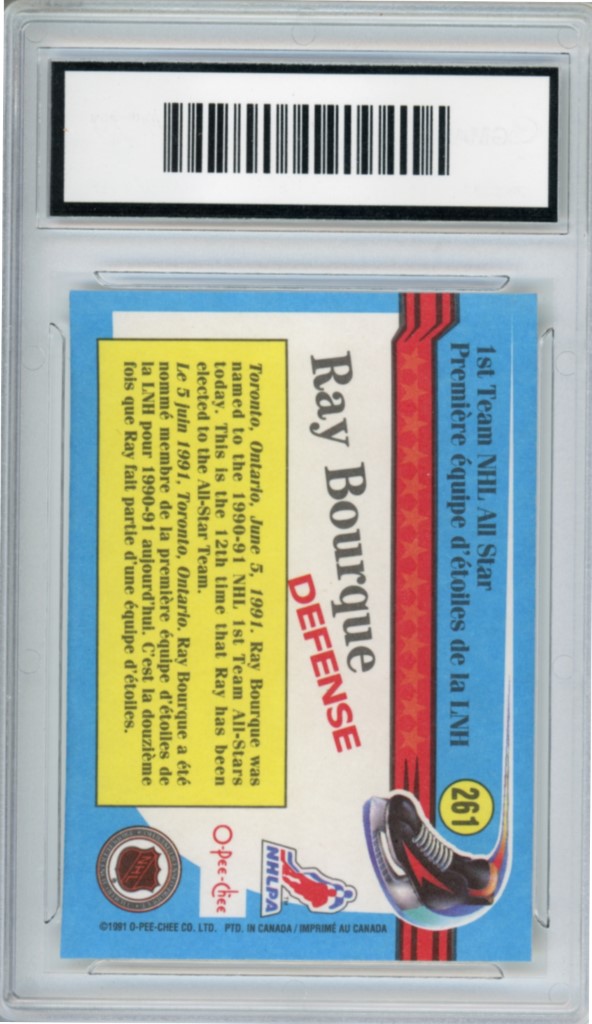 1st Team NHL All Star
Première équipe d'étoiles de la LNH
261
Ray Bourque
DEFENSE
Toronto, Ontario, June 5, 1991. Ray Bourque was
named to the 1990-91 NHL 1st Team All-Stars
today. This is the 12th time that Ray has been
elected to the All-Star Team.
Le 5 juin 1991, Toronto, Ontario. Ray Bourque a été
nommé membre de la première équipe d'étoiles de
la LNH pour 1990-91 aujourd'hui. C'est la douzième
fois que Ray fait partie d'une équipe d'étoiles.
NHLPA
O-Pee-Chee
NHL
©1991 O-PEE-CHEE CO. LTD. PTD. IN CANADA / IMPRIMÉ AU CANADA